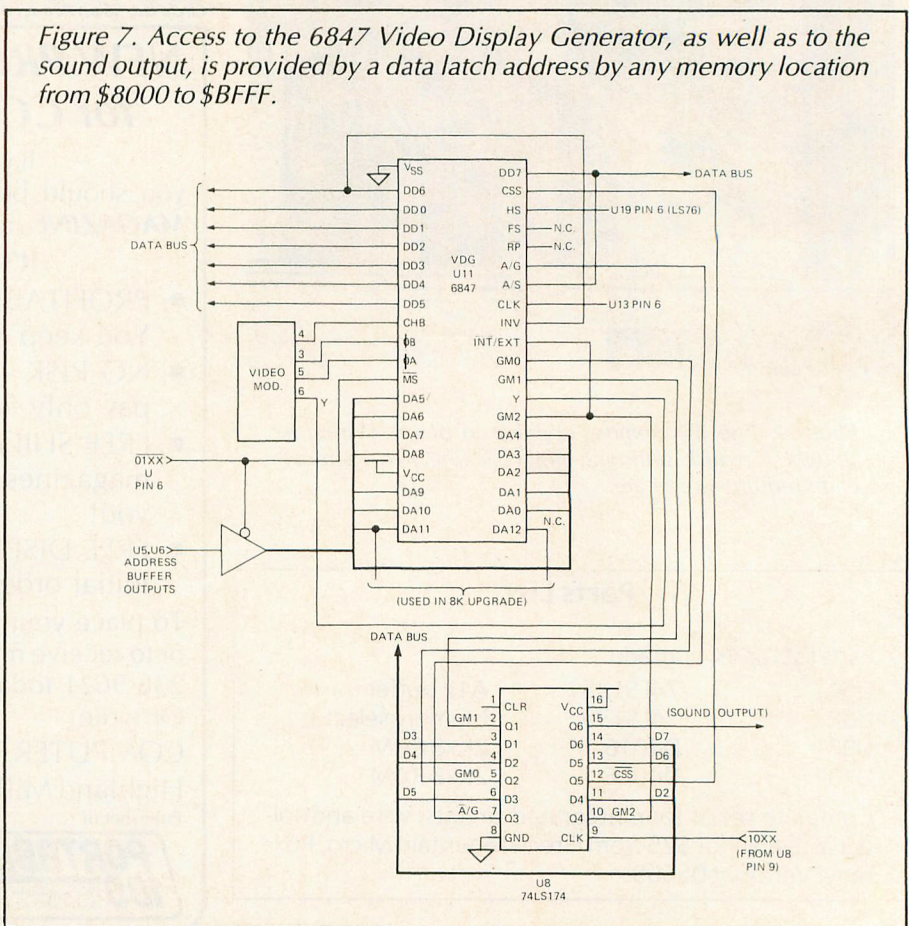 Figure 7. Access to the 6847 Video Display Generator, as well as to the
sound output, is provided by a data latch address by any memory location
from $8000 to $BFFF.
VSS
DD6
DD0
DD1
DD2
DD3
DD4
DD5
CHB
ΦB
ΦA
MS
DA5
DA6
DA7
DA8
VCC
DA9
DA10
DA11
VDG
U11
6847
DD7
CSS
HS
FS
RP
A/G
A/S
CLK
INV
INT/EXT
GM0
GM1
Y
GM2
DA4
DA3
DA2
DA1
DA0
DA12
DATA BUS
U19 PIN 6 (LS76)
N.C.
N.C.
U13 PIN 6
N.C.
DATA BUS
VIDEO
MOD.
4
3
5
6
Y
01XX
U
PIN 6
U5,U6
ADDRESS
BUFFER
OUTPUTS
(USED IN 8K UPGRADE)
DATA BUS
1 CLR
GM1 2 Q1
D3 3 D1
D4 4 D2
GM0 5 Q2
D5 6 D3
A/G 7 Q3
8 GND
VCC 16
Q6 15 (SOUND OUTPUT)
D6 14 D7
D5 13 D6
Q5 12 CSS
D4 11 D2
Q4 10 GM2
CLK 9
10XX
(FROM U8
PIN 9)
U8
74LS174